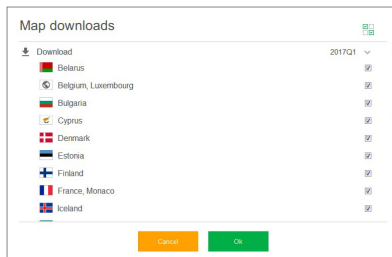 Map downloads
Download 2017Q1
Belarus
Belgium, Luxembourg
Bulgaria
Cyprus
Denmark
Estonia
Finland
France, Monaco
Iceland
Cancel Ok